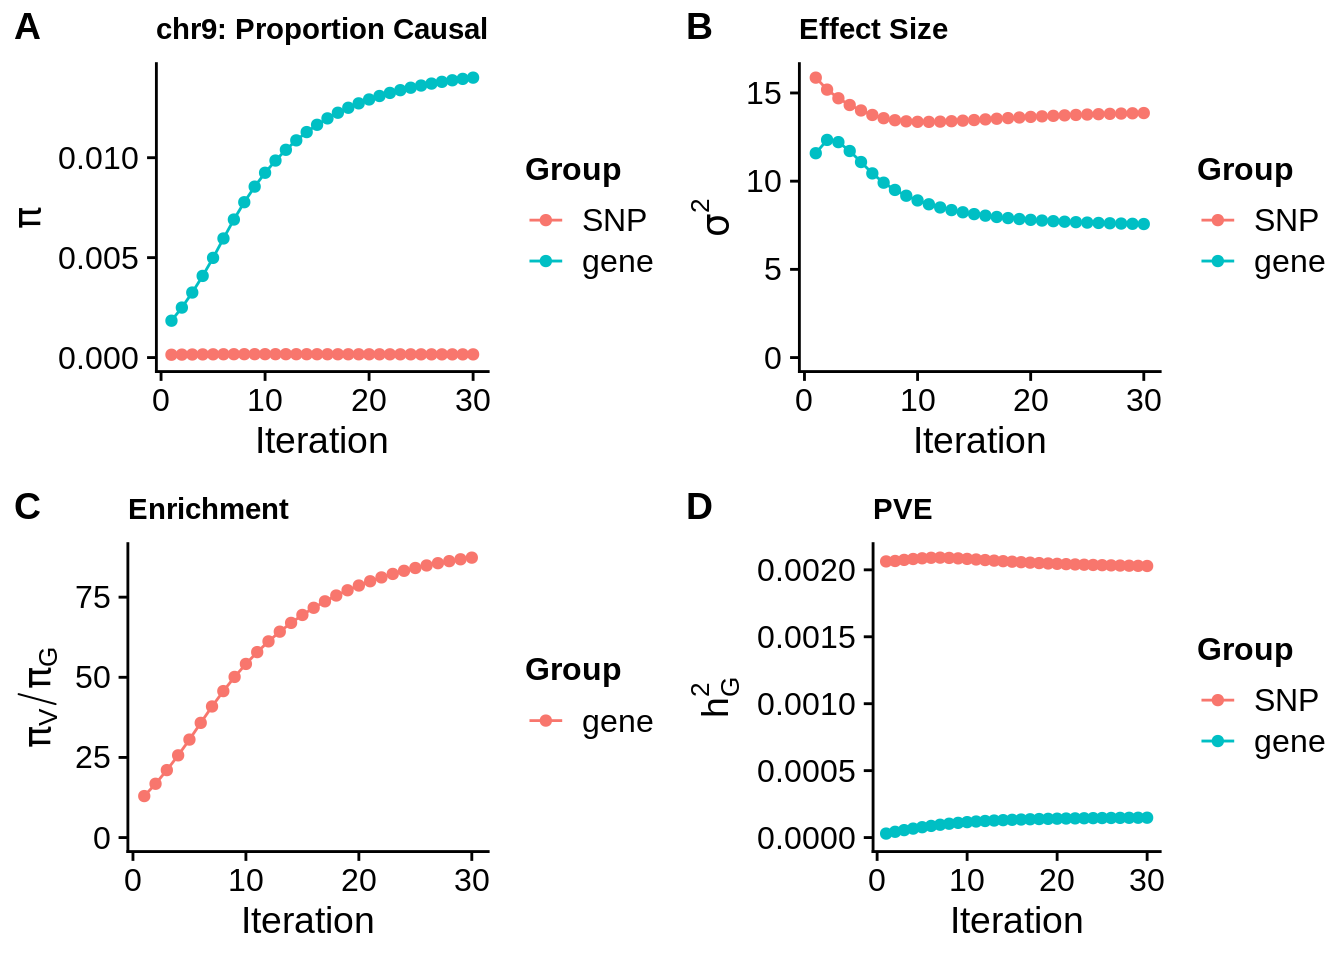 A
chr9: Proportion Causal
π
0.010
0.005
0.000
0 10 20 30
Iteration
Group
SNP
gene
B
Effect Size
σ²
15
10
5
0
0 10 20 30
Iteration
Group
SNP
gene
C
Enrichment
π_V/π_G
75
50
25
0
0 10 20 30
Iteration
Group
gene
D
PVE
h²_G
0.0020
0.0015
0.0010
0.0005
0.0000
0 10 20 30
Iteration
Group
SNP
gene